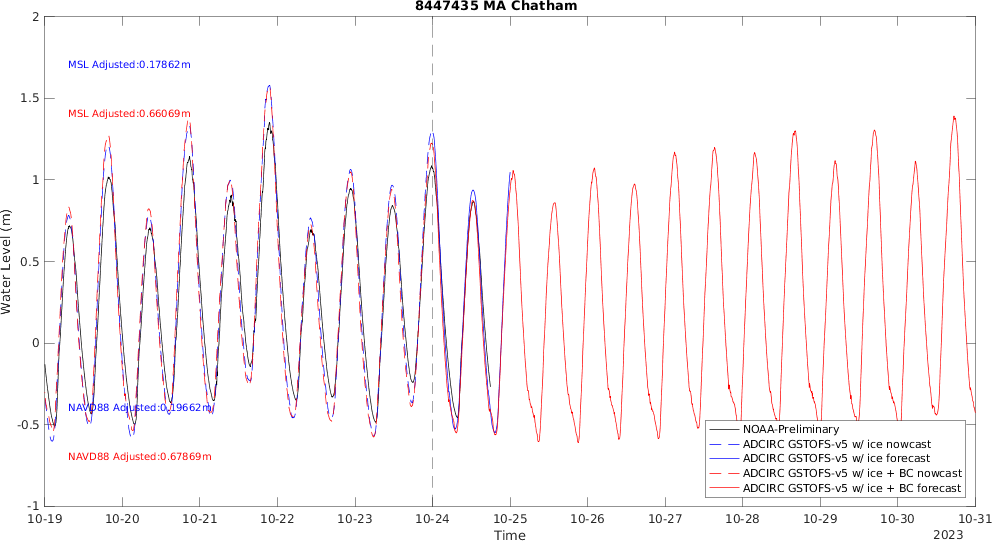 8447435 MA Chatham
2
1.5
1
0.5
0
-0.5
-1
Water Level (m)
MSL Adjusted:0.17862m
MSL Adjusted:0.66069m
NAVD88 Adjusted:0.19662m
NAVD88 Adjusted:0.67869m
NOAA-Preliminary
ADCIRC GSTOFS-v5 w/ ice nowcast
ADCIRC GSTOFS-v5 w/ ice forecast
ADCIRC GSTOFS-v5 w/ ice + BC nowcast
ADCIRC GSTOFS-v5 w/ ice + BC forecast
10-19 10-20 10-21 10-22 10-23 10-24 10-25 10-26 10-27 10-28 10-29 10-30 10-31
Time
2023